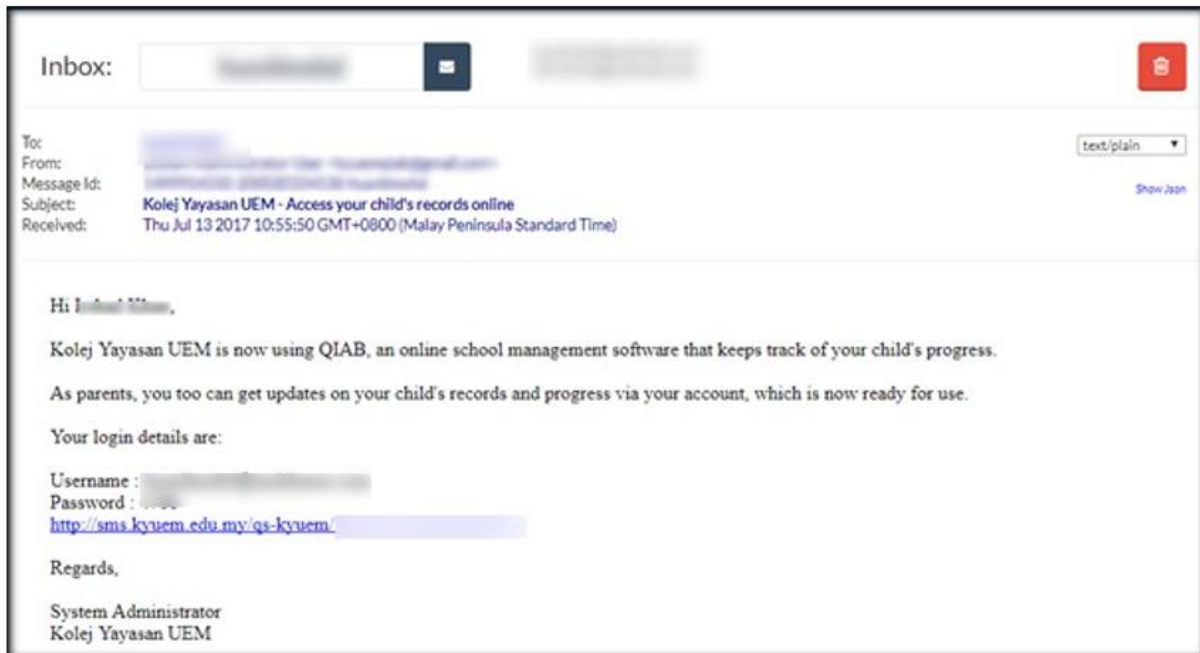 Inbox:
To:
text/plain
From:
Message Id:
Show Json
Subject: Kolej Yayasan UEM - Access your child's records online
Received: Thu Jul 13 2017 10:55:50 GMT+0800 (Malay Peninsula Standard Time)
Hi
Kolej Yayasan UEM is now using QIAB, an online school management software that keeps track of your child's progress.
As parents, you too can get updates on your child's records and progress via your account, which is now ready for use.
Your login details are:
Username :
Password :
http://sms.kyuem.edu.my/qs-kyuem/
Regards,
System Administrator
Kolej Yayasan UEM